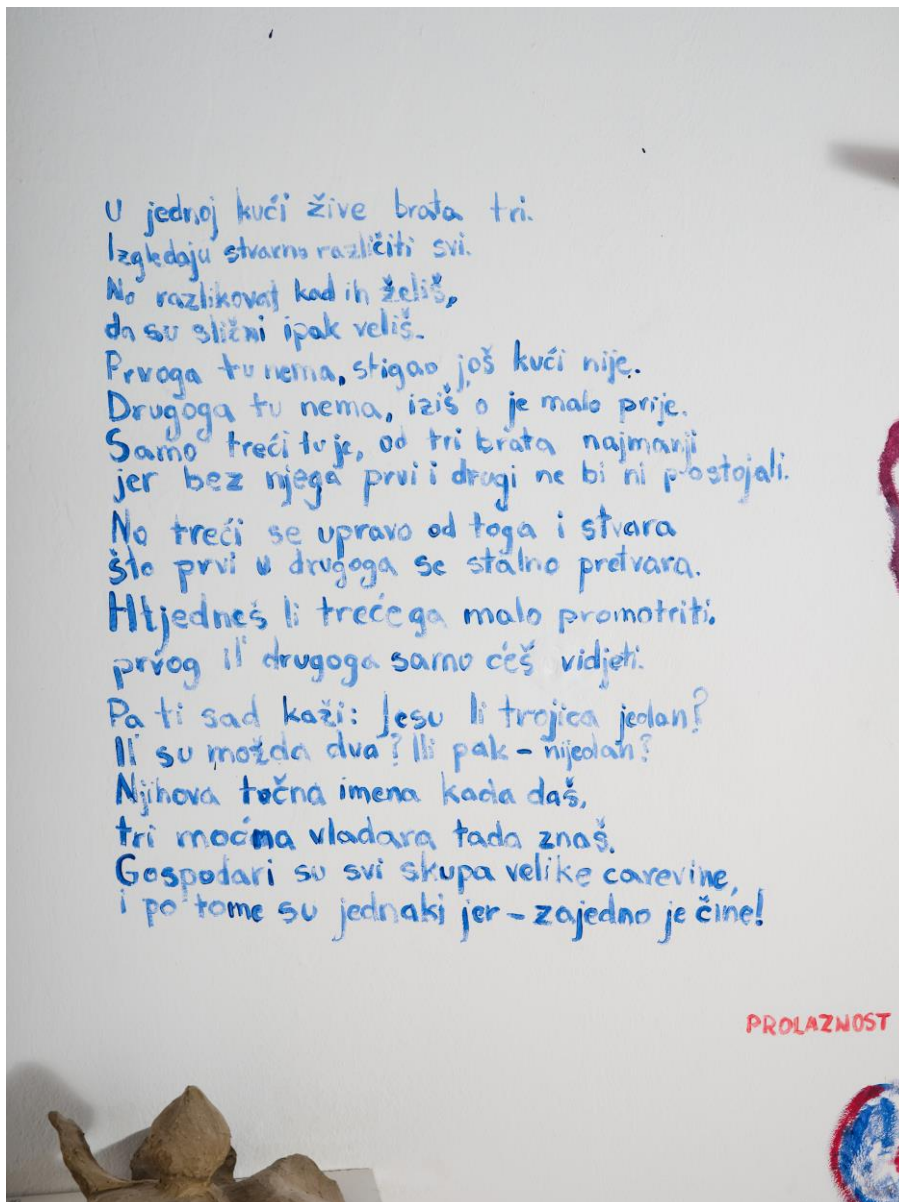 U jednoj kući žive brata tri.
Izgledaju stvarno različiti svi.
No razlikovat kad ih želiš,
da su slični ipak veliš.
Prvoga tu nema, stigao još kući nije.
Drugoga tu nema, iziš o je malo prije.
Samo treći tu je, od tri brata najmanji
jer bez njega prvi i drugi ne bi ni postojali.
No treći se upravo od toga i stvara
što prvi u drugoga se stalno pretvara.
Htjedneš li trećega malo promotriti.
prvog il' drugoga samo ćeš vidjeti.
Pa ti sad kaži: Jesu li trojica jedan?
Il' su možda dva? Ili pak - nijedan?
Njihova točna imena kada daš,
tri moćna vladara tada znaš.
Gospodari su svi skupa velike carevine,
i po tome su jednaki jer - zajedno je čine!
PROLAZNOST